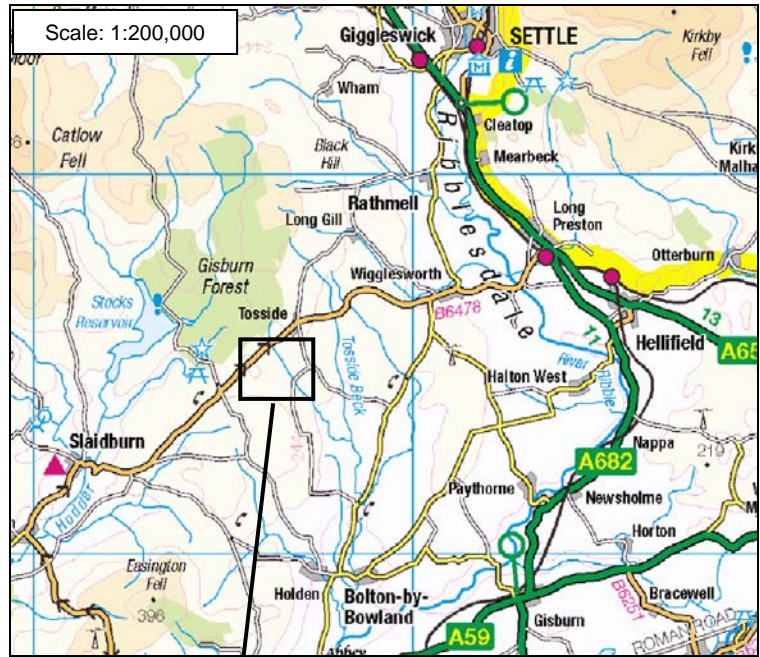 Scale: 1:200,000
Giggleswick
SETTLE
Kirkby
Fell
Wham
Cleatop
Catlow
Fell
Black
Hill
Mearbeck
Kirk
Malha
Ribblesdale
Rathmell
Long Gill
Long
Preston
Otterburn
Gisburn
Forest
Wigglesworth
Stocks
Reservoir
Tosside
B6478
11
13
Hellifield
A65
Tosside Beck
Halton West
River
Ribble
Slaidburn
244
Nappa
219
A682
Hodder
Paythorne
Newsholme
Horton
Easington
Fell
396
Holden
Bolton-by-
Bowland
B6251
Bracewell
Gisburn
A59
ROMAN ROAD
Abbey